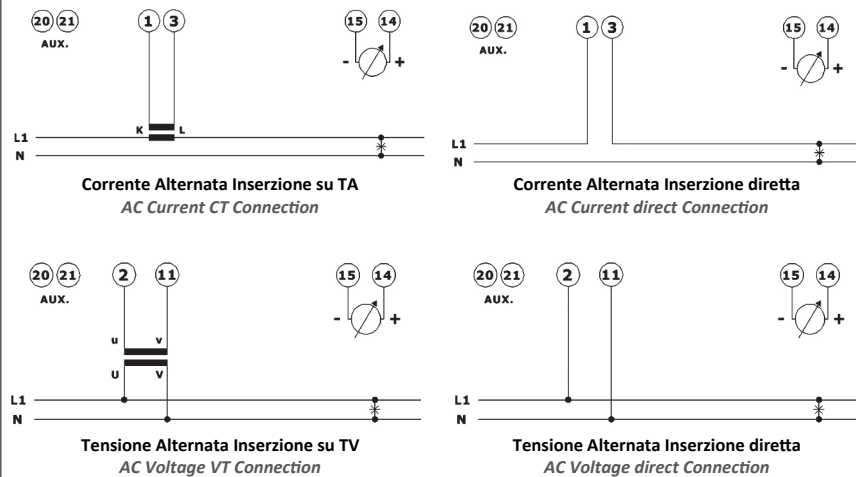 20 21 1 3 15 14
AUX.
- +
K L
L1
N
Corrente Alternata Inserzione su TA
AC Current CT Connection
20 21 1 3 15 14
AUX.
- +
L1
N
Corrente Alternata Inserzione diretta
AC Current direct Connection
20 21 2 11 15 14
AUX.
- +
u v
U V
L1
N
Tensione Alternata Inserzione su TV
AC Voltage VT Connection
20 21 2 11 15 14
AUX.
- +
L1
N
Tensione Alternata Inserzione diretta
AC Voltage direct Connection